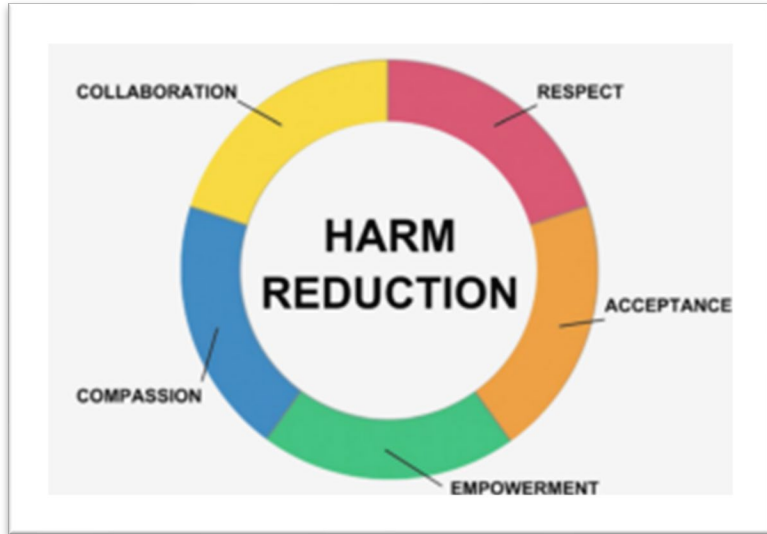 COLLABORATION
RESPECT
HARM
REDUCTION
ACCEPTANCE
COMPASSION
EMPOWERMENT